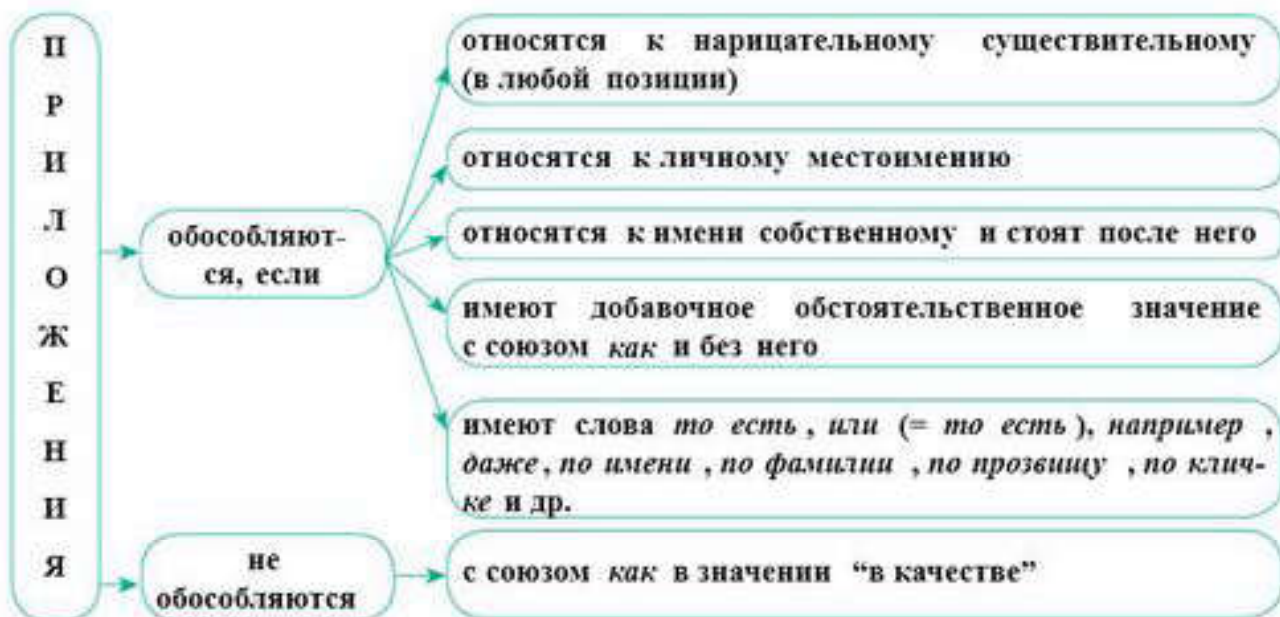 ПРИЛОЖЕНИЯ
обособляют-
ся, если
относятся к нарицательному существительному
(в любой позиции)
относятся к личному местоимению
относятся к имени собственному и стоят после него
имеют добавочное обстоятельственное значение
с союзом как и без него
имеют слова то есть, или (= то есть), например,
даже, по имени, по фамилии, по прозвищу, по клич-
ке и др.
не
обособляются
с союзом как в значении “в качестве”